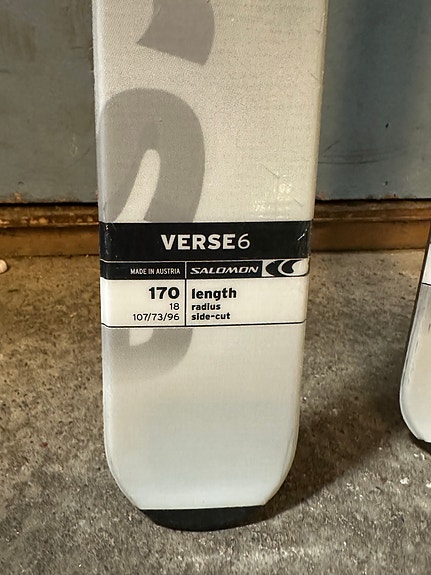 VERSE6
MADE IN AUSTRIA SALOMON
170 length
18 radius
107/73/96 side-cut